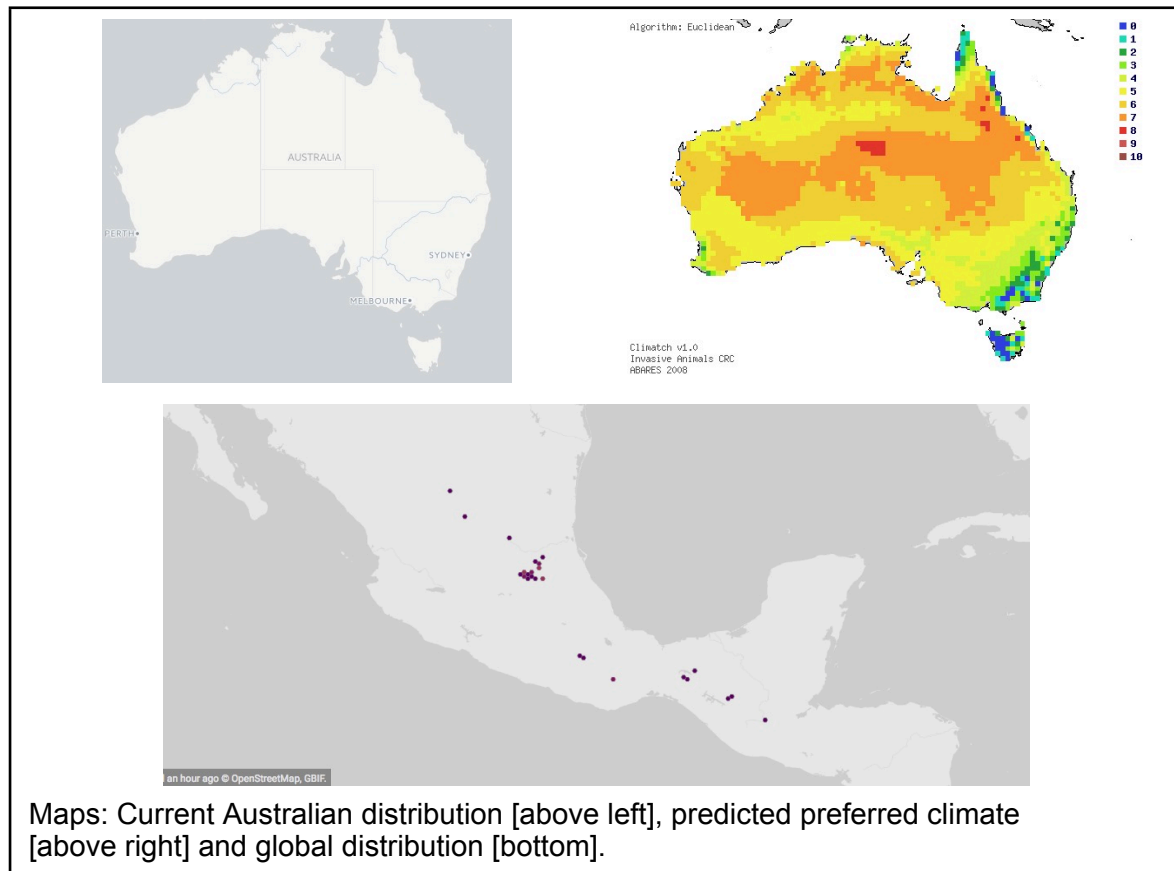 AUSTRALIA
PERTH
SYDNEY
MELBOURNE
Algorithm: Euclidean
0
1
2
3
4
5
6
7
8
9
10
Climatch v1.0
Invasive Animals CRC
ABARES 2008
an hour ago © OpenStreetMap, GBIF.
Maps: Current Australian distribution [above left], predicted preferred climate
[above right] and global distribution [bottom].